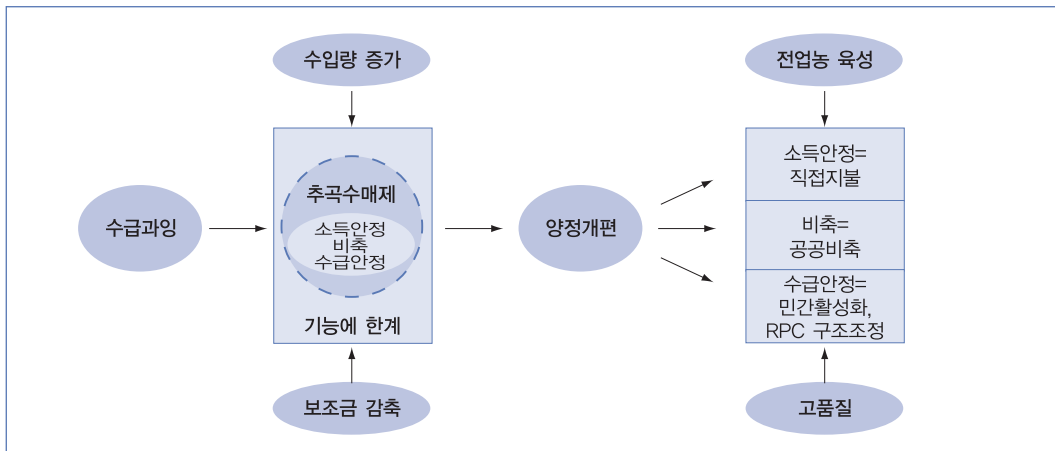 수입량 증가
전업농 육성
수급과잉
추곡수매제
소득안정
비축
수급안정
기능에 한계
보조금 감축
양정개편
소득안정=
직접지불
비축=
공공비축
수급안정=
민간활성화,
RPC 구조조정
고품질